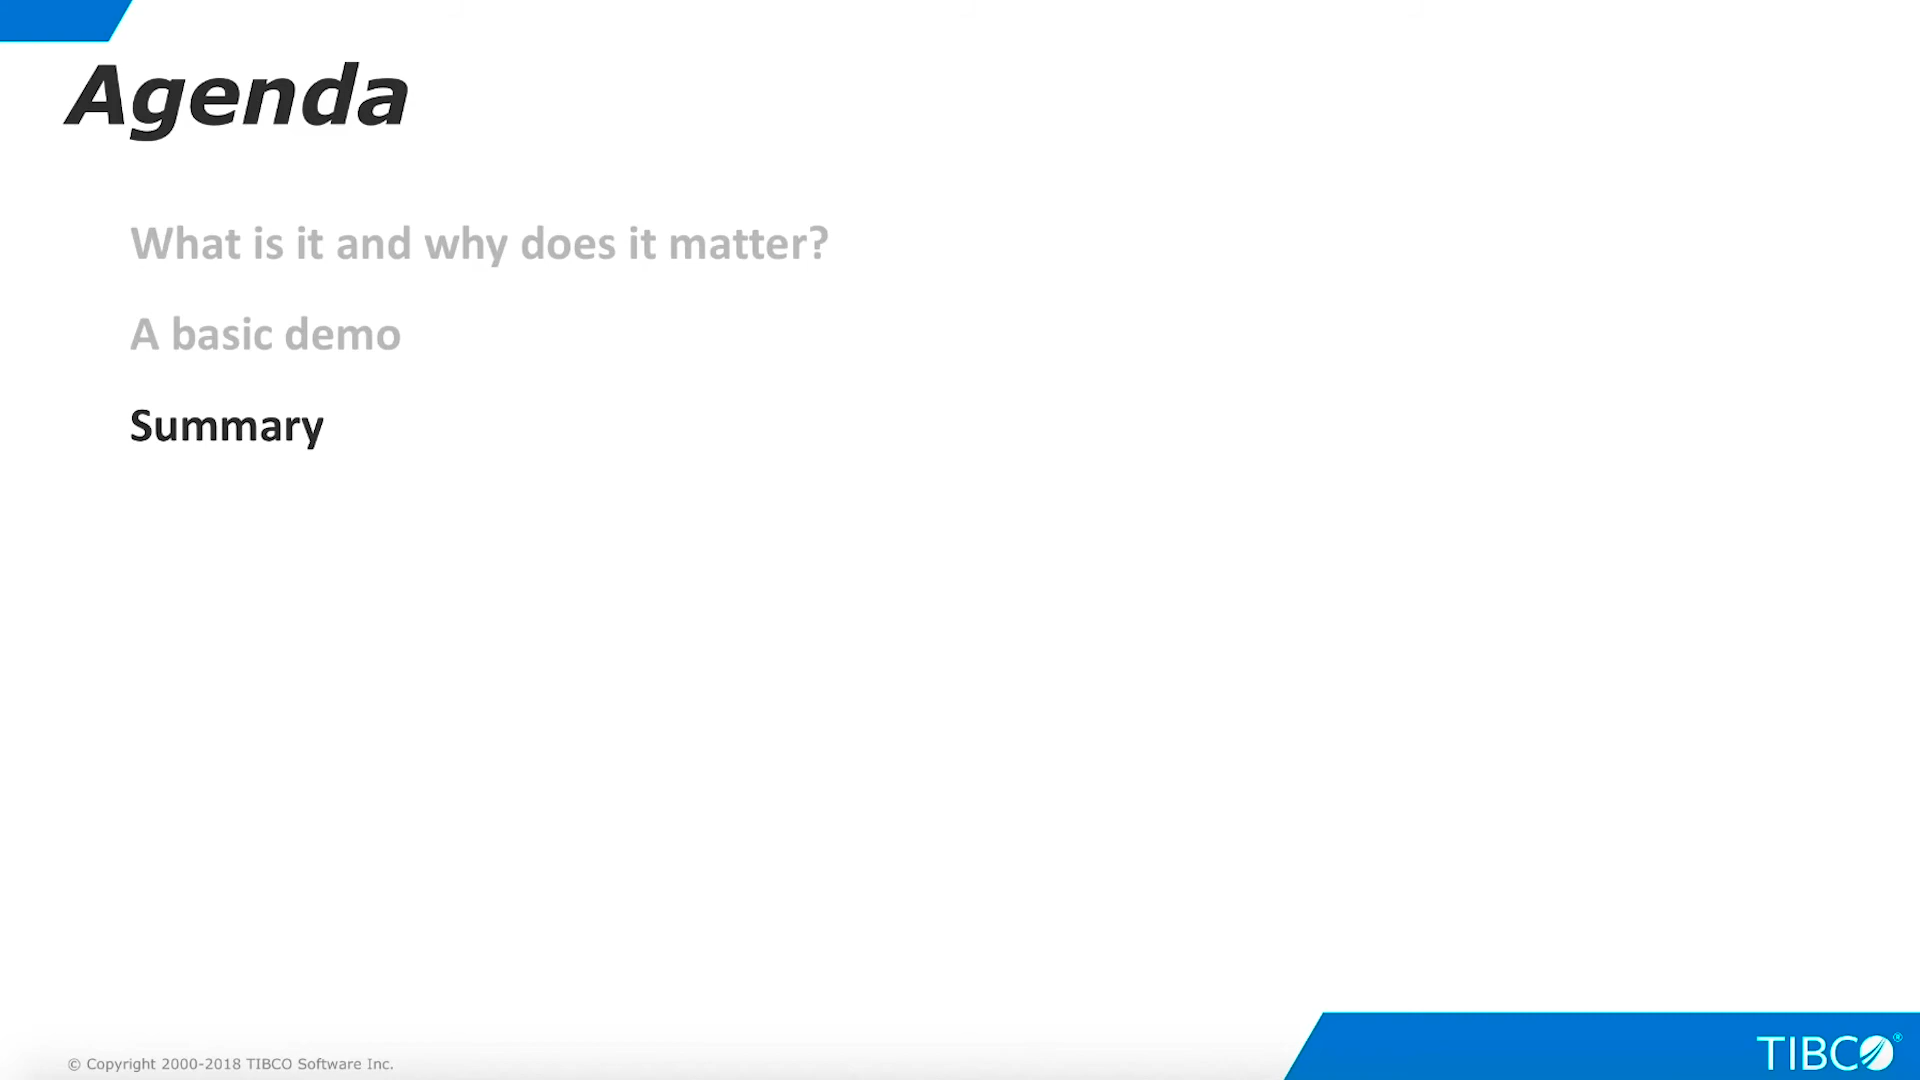 Agenda
What is it and why does it matter?
A basic demo
Summary
© Copyright 2000-2018 TIBCO Software Inc.
TIBCO®